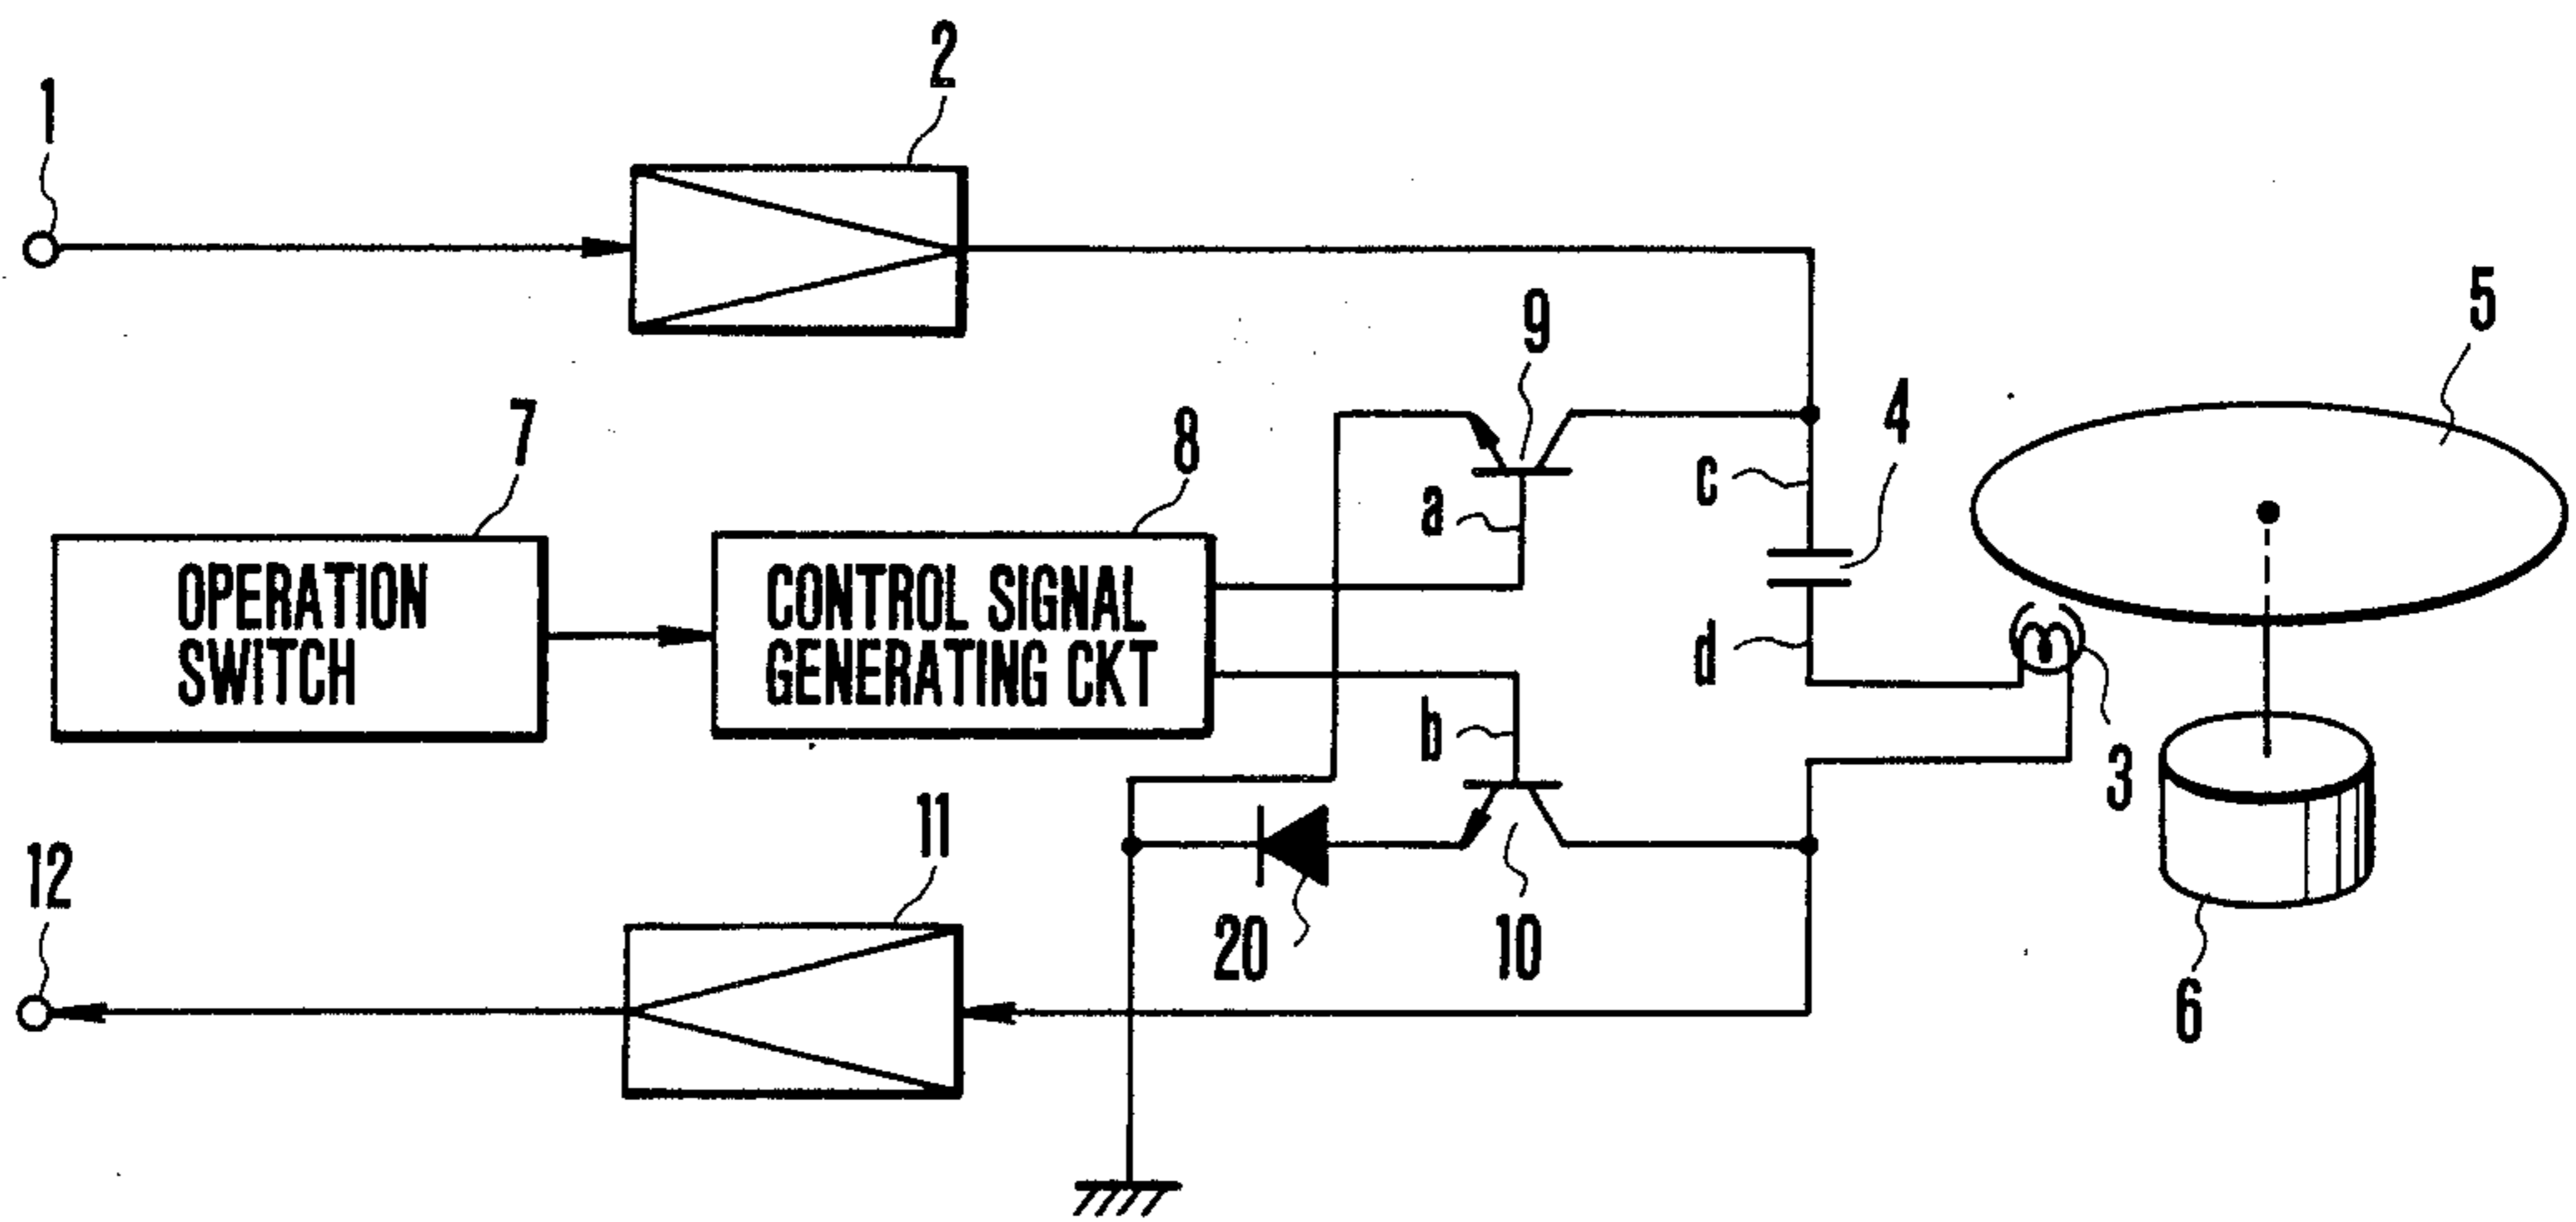 1
2
5
9
4
7
8
c
a
OPERATION
SWITCH
CONTROL SIGNAL
GENERATING CKT
d
b
3
12
11
20
10
6